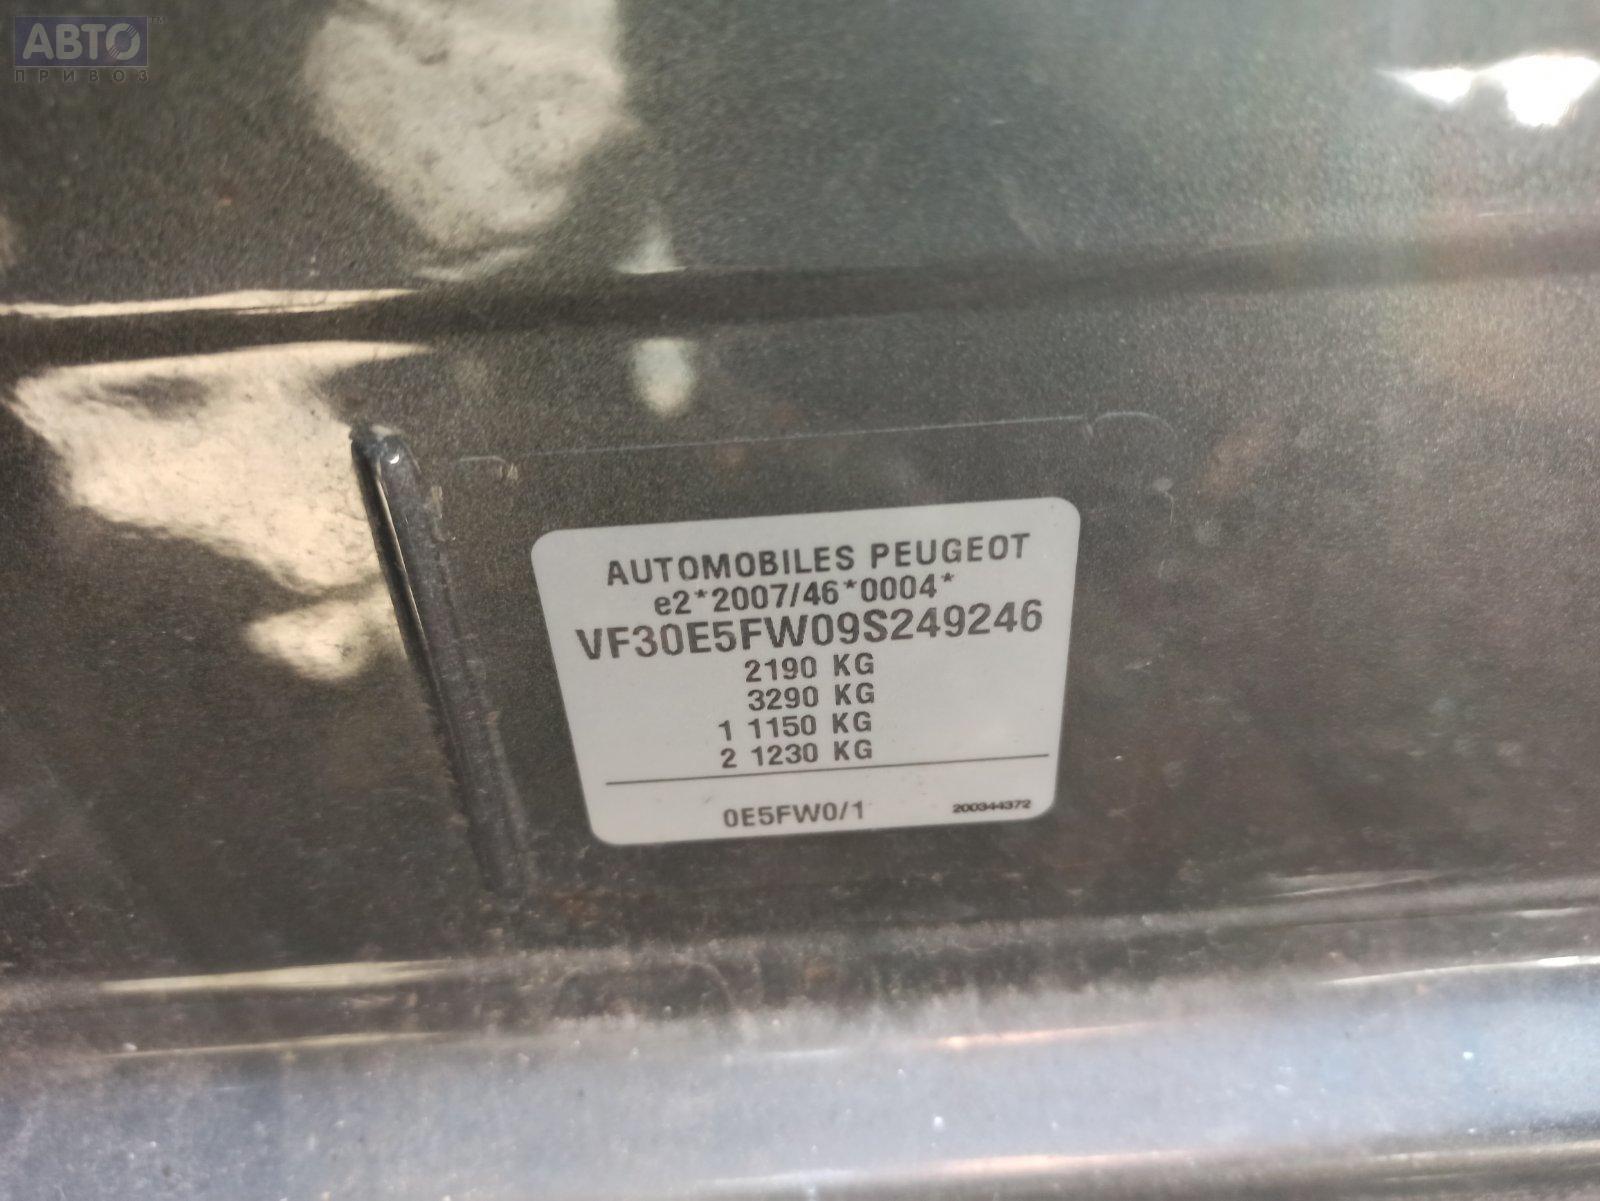 АВТО™
ПРИВОЗ
AUTOMOBILES PEUGEOT
e2*2007/46*0004*
VF30E5FW09S249246
2190 KG
3290 KG
1 1150 KG
2 1230 KG
0E5FW0/1 200344372